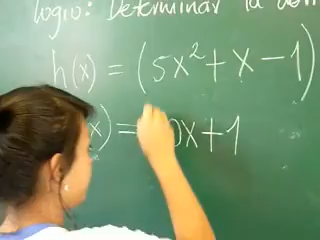 logio: Determinar la
h(x) = (5x² + x - 1)
x) = 0x + 1